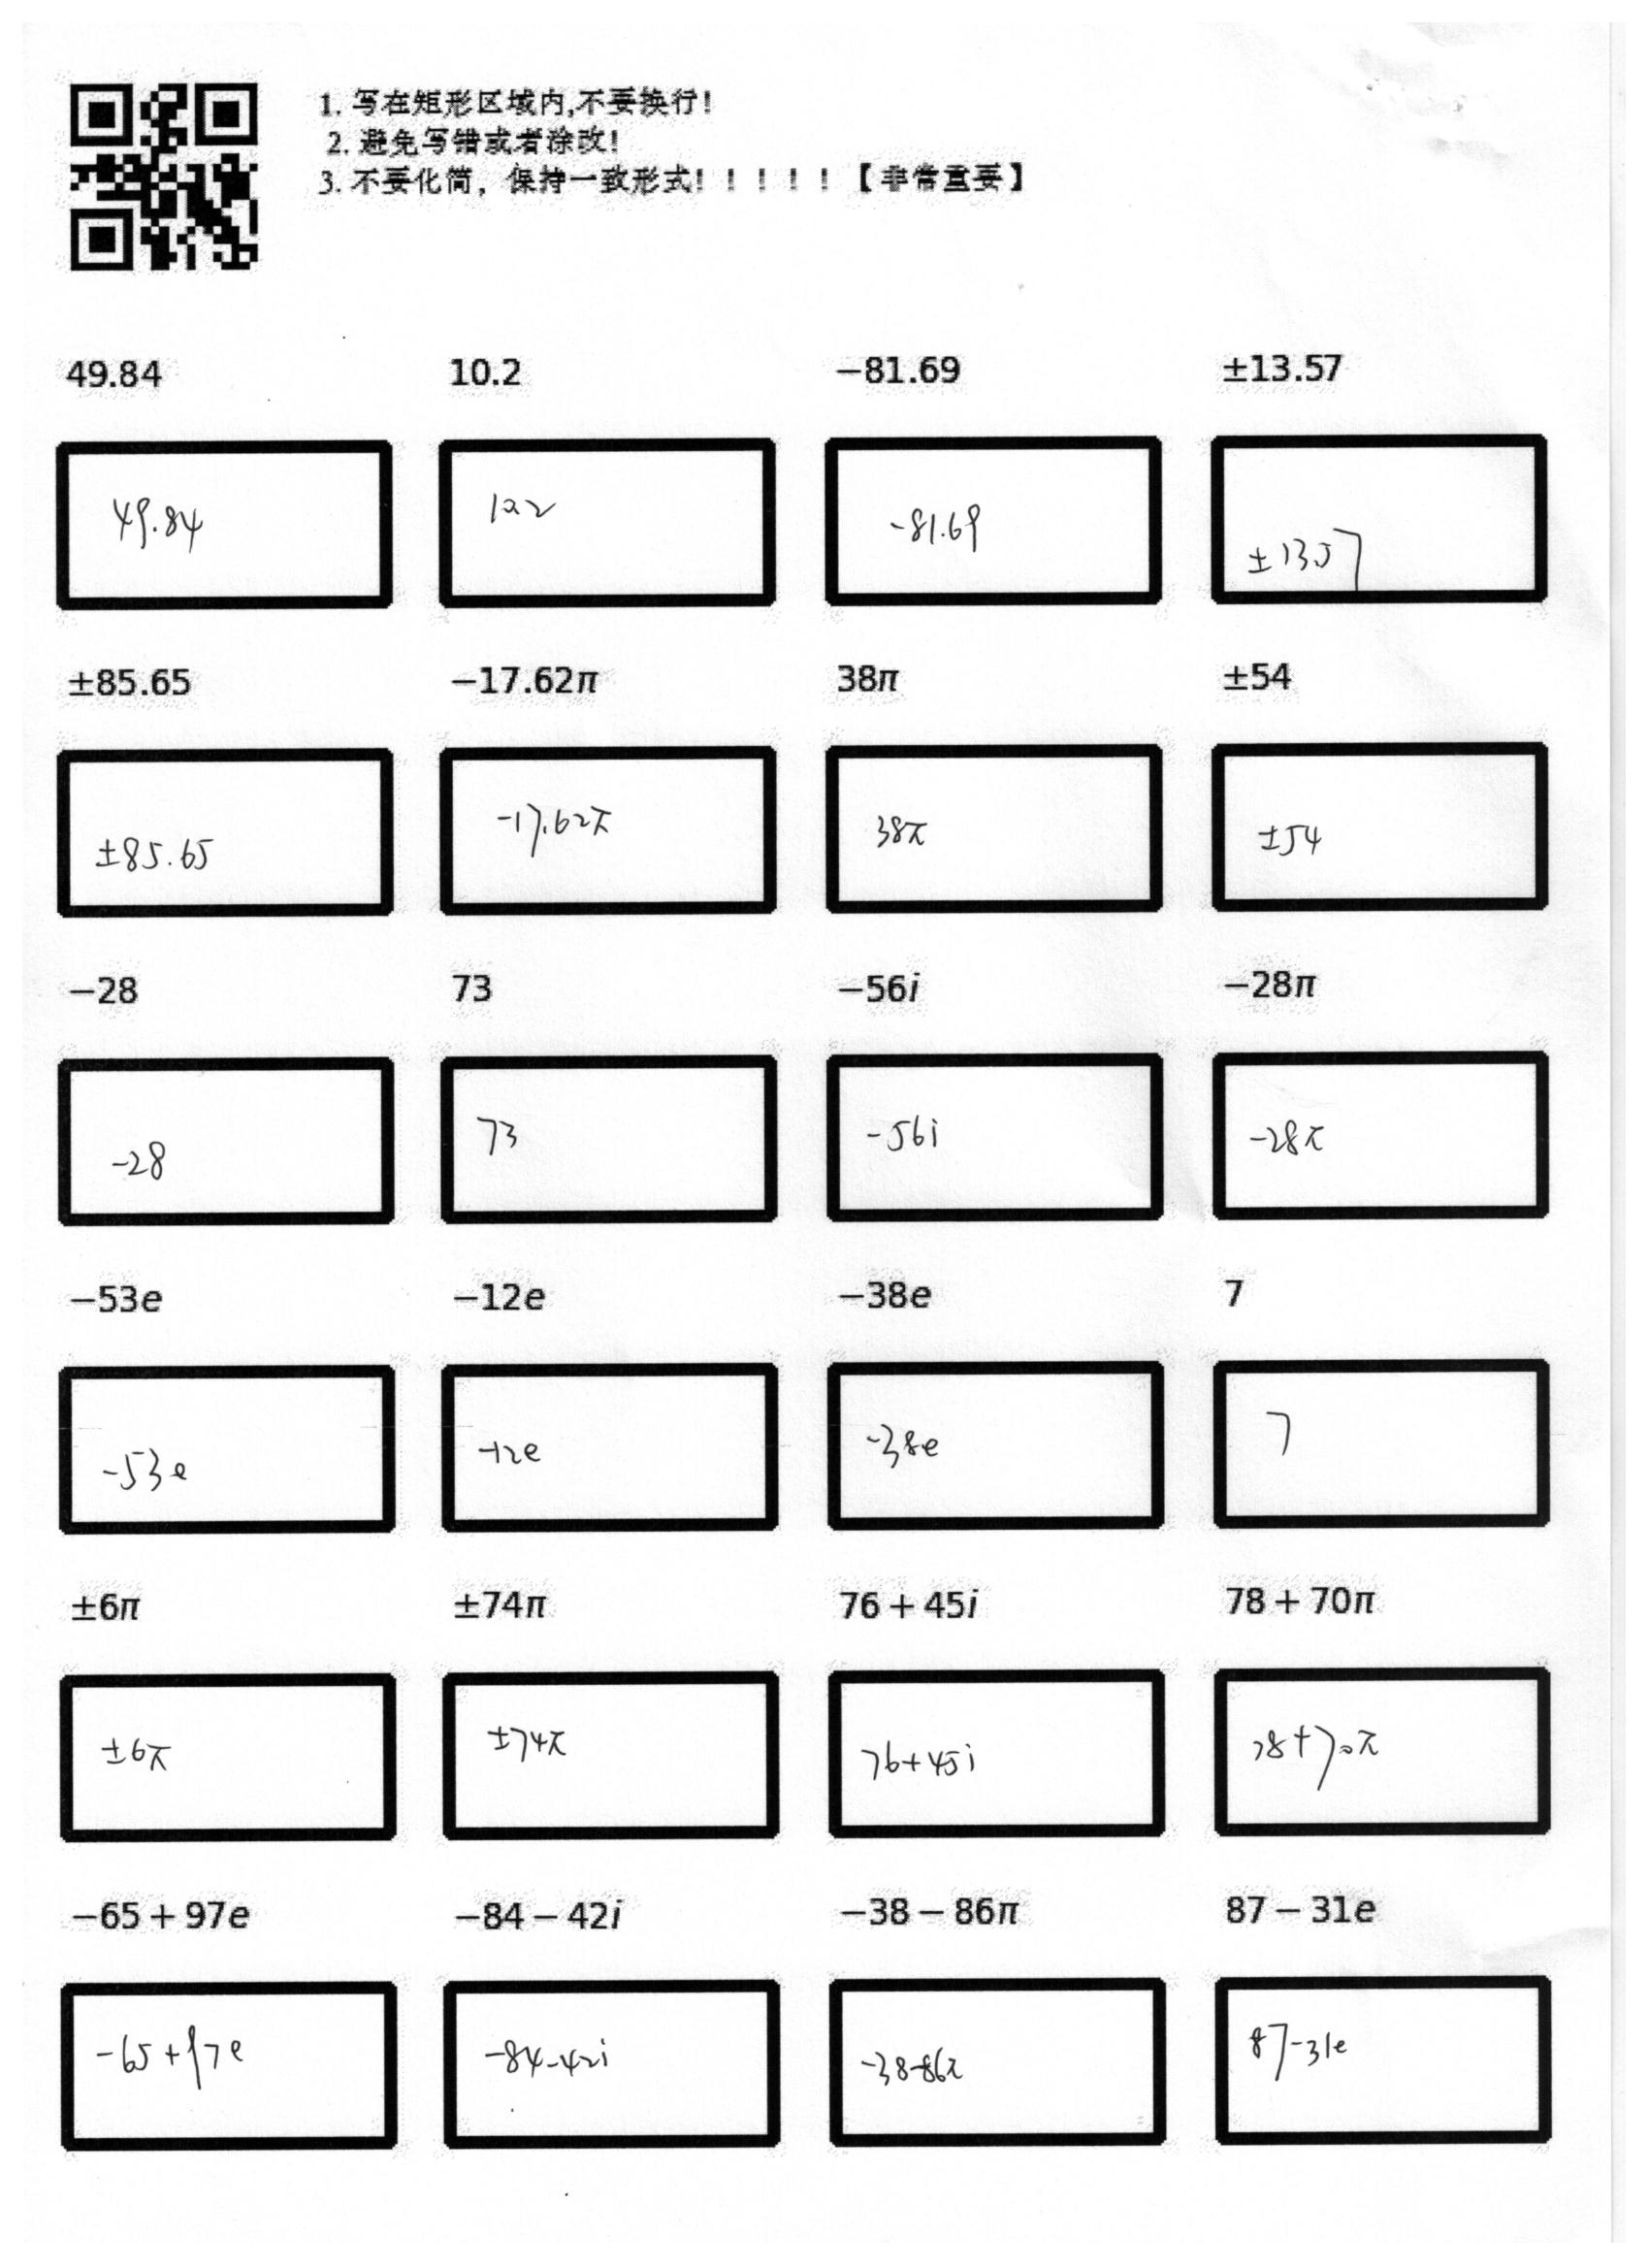 1. 写在矩形区域内,不要换行!
2. 避免写错或者涂改!
3. 不要化简，保持一致形式! ! ! ! !【非常重要】
49.84 10.2 −81.69 ±13.57
49.84 10.2 -81.69 ±13.57
±85.65 −17.62π 38π ±54
±85.65 -17.62π 38π ±54
−28 73 −56i −28π
-28 73 -56i -28π
−53e −12e −38e 7
-53e -12e -38e 7
±6π ±74π 76 + 45i 78 + 70π
±6π ±74π 76+45i 78+70π
−65 + 97e −84 − 42i −38 − 86π 87 − 31e
-65+97e -84-42i -38-86π 87-31e